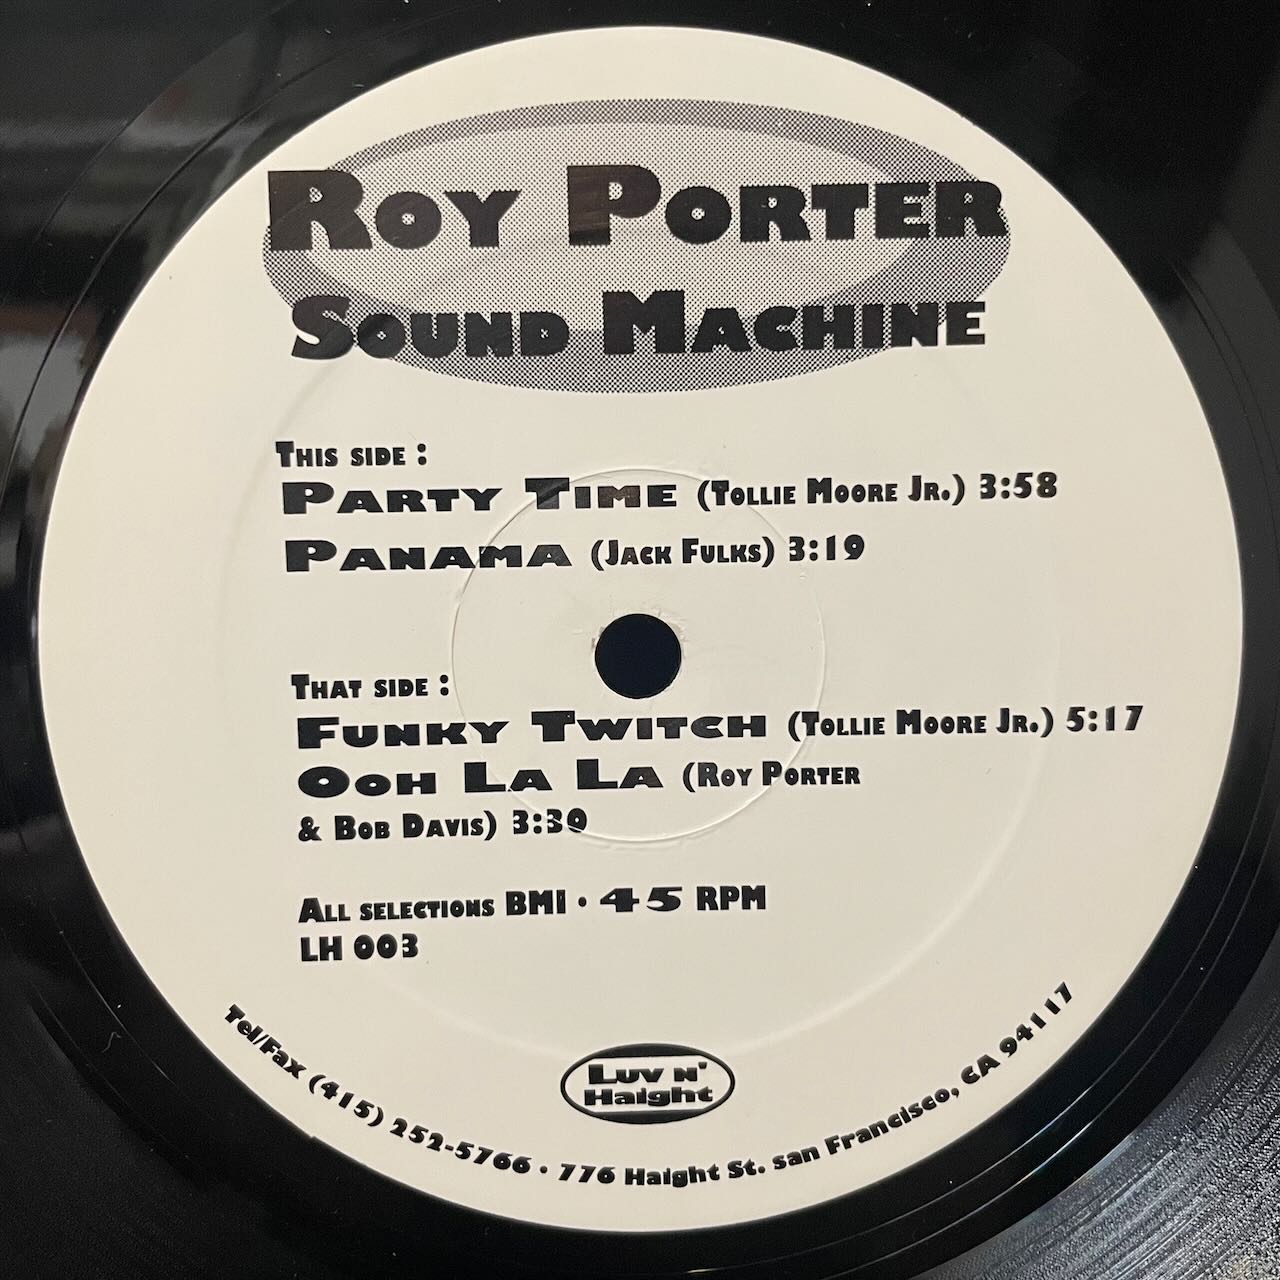 Roy Porter
Sound Machine
This side :
Party Time (Tollie Moore Jr.) 3:58
Panama (Jack Fulks) 3:19
That side :
Funky Twitch (Tollie Moore Jr.) 5:17
Ooh La La (Roy Porter
& Bob Davis) 3:30
All selections BMI • 45 RPM
LH 003
Luv n'
Haight
Tel/Fax (415) 252-5766 • 776 Haight St. san Francisco, CA 94117